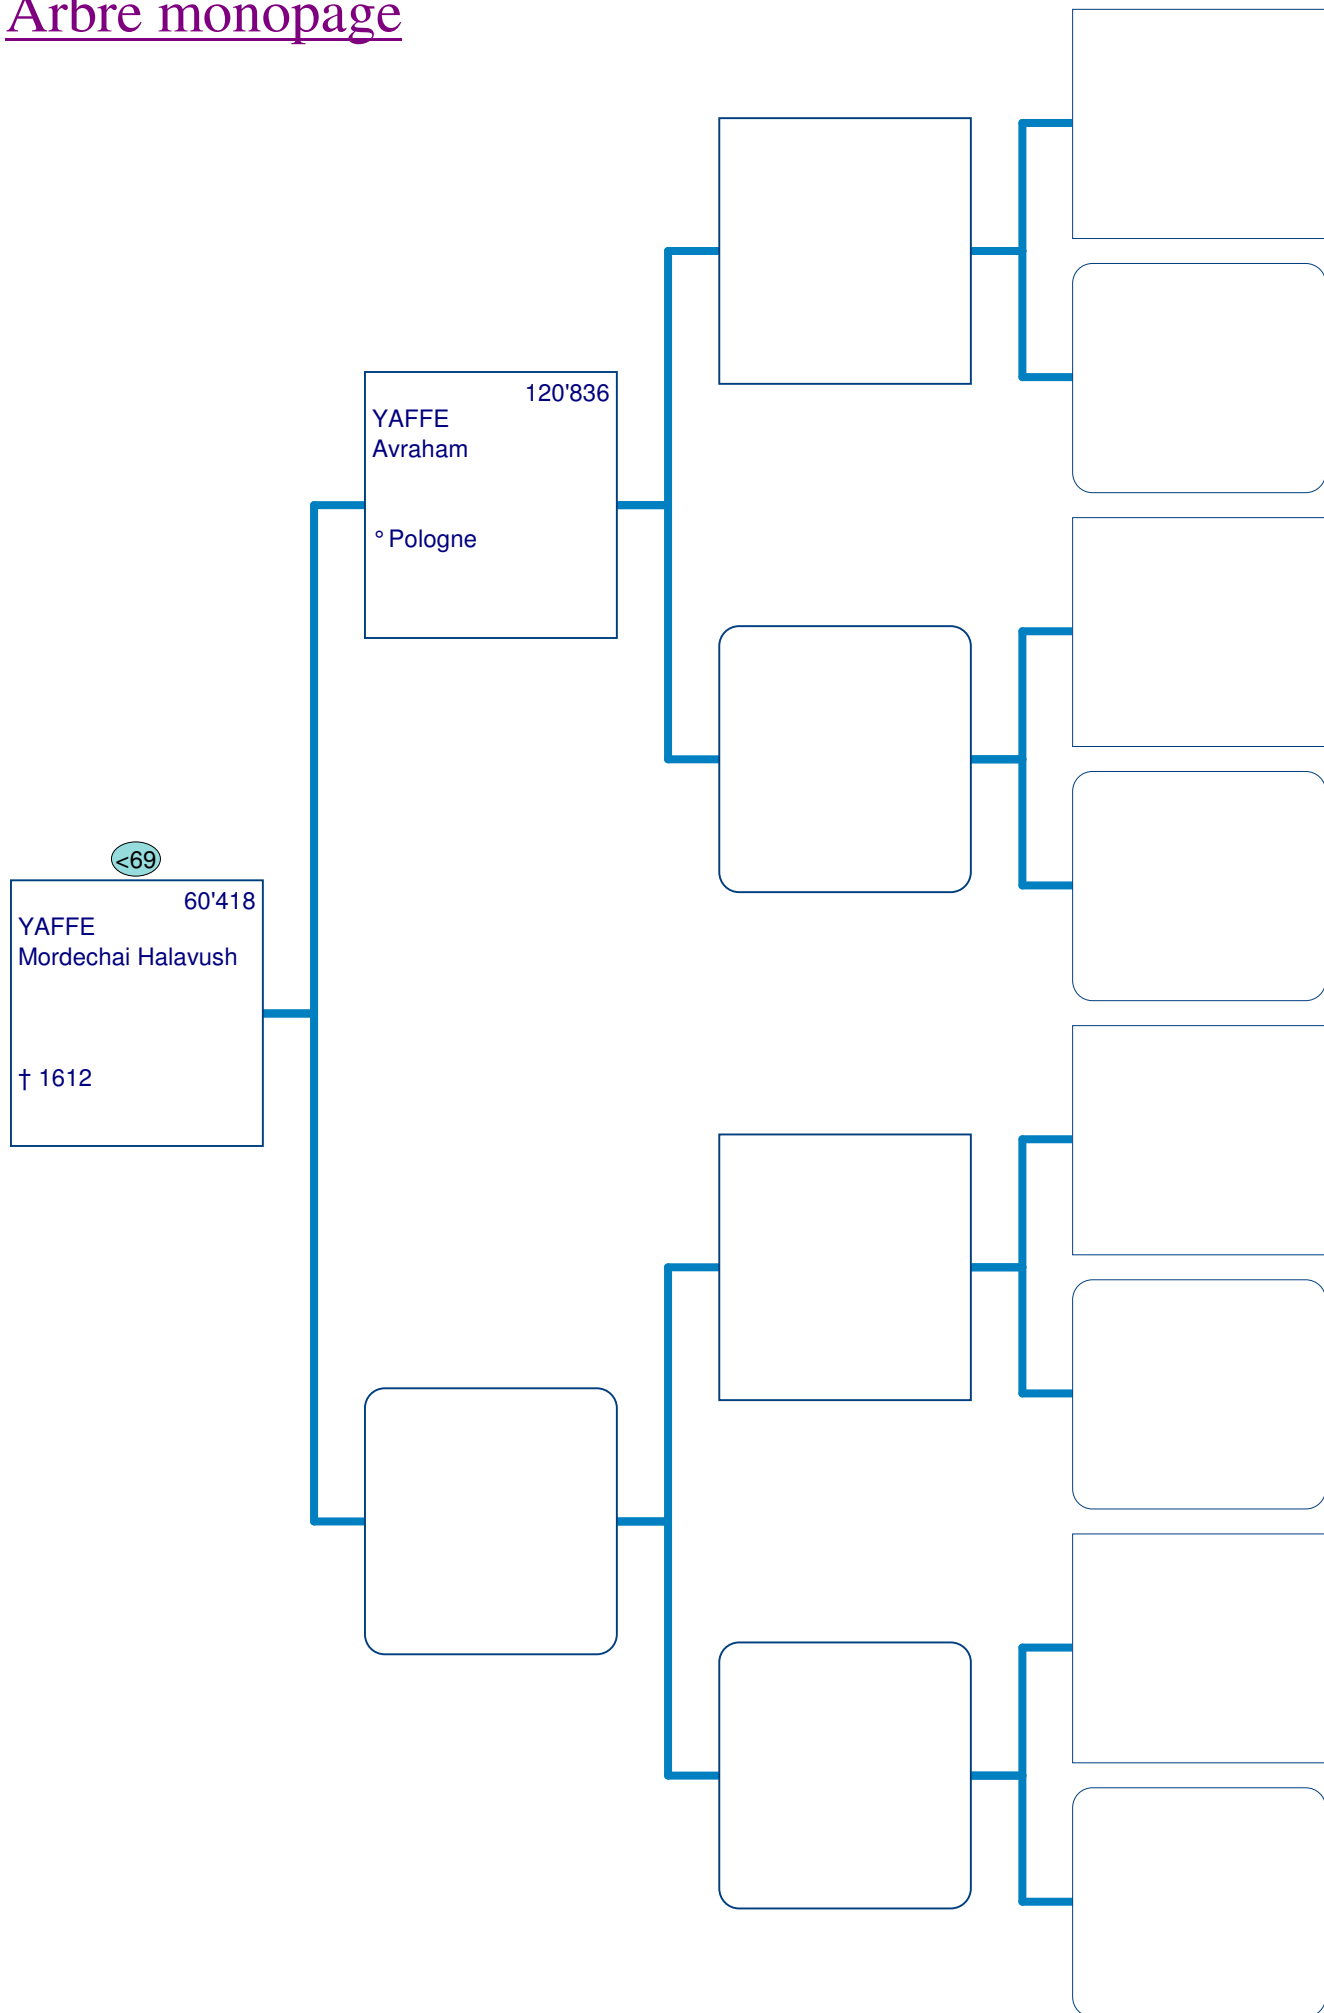 Arbre monopage
120'836
YAFFE
Avraham
° Pologne
<69
60'418
YAFFE
Mordechai Halavush
† 1612